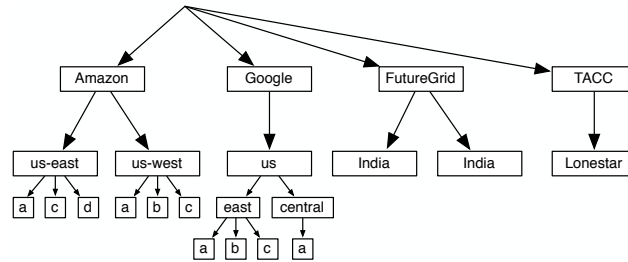 Amazon Google FutureGrid TACC
us-east us-west us India India Lonestar
a c d a b c east central
a b c a